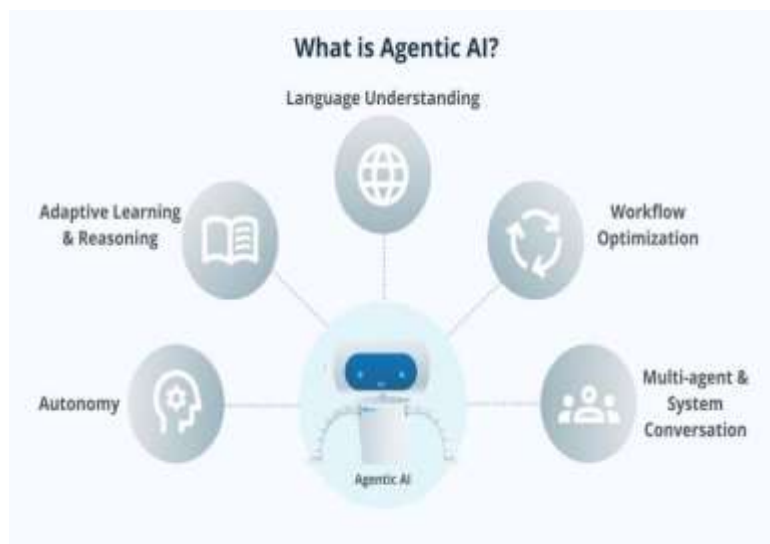 What is Agentic AI?
Language Understanding
Adaptive Learning
& Reasoning
Workflow
Optimization
Autonomy
Multi-agent &
System
Conversation
Agentic AI